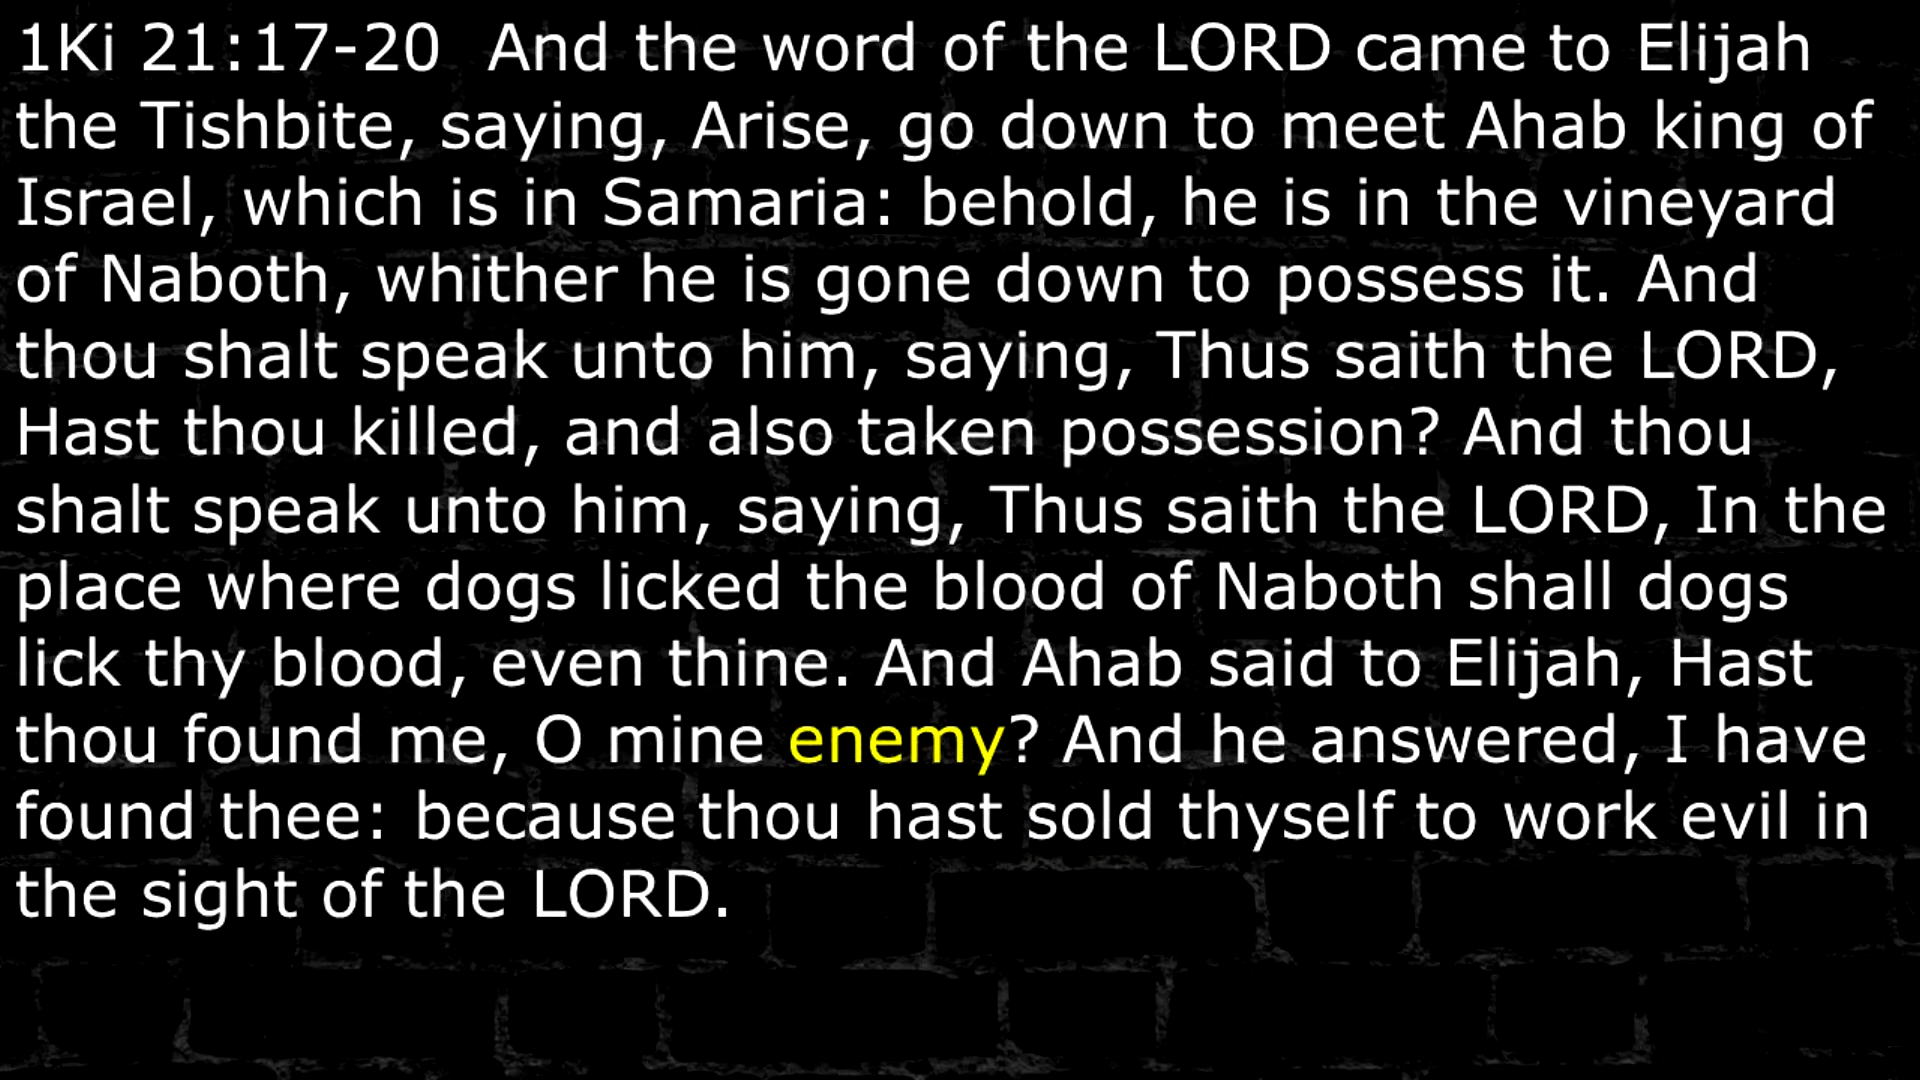 1Ki 21:17-20  And the word of the LORD came to Elijah
the Tishbite, saying, Arise, go down to meet Ahab king of
Israel, which is in Samaria: behold, he is in the vineyard
of Naboth, whither he is gone down to possess it. And
thou shalt speak unto him, saying, Thus saith the LORD,
Hast thou killed, and also taken possession? And thou
shalt speak unto him, saying, Thus saith the LORD, In the
place where dogs licked the blood of Naboth shall dogs
lick thy blood, even thine. And Ahab said to Elijah, Hast
thou found me, O mine enemy? And he answered, I have
found thee: because thou hast sold thyself to work evil in
the sight of the LORD.